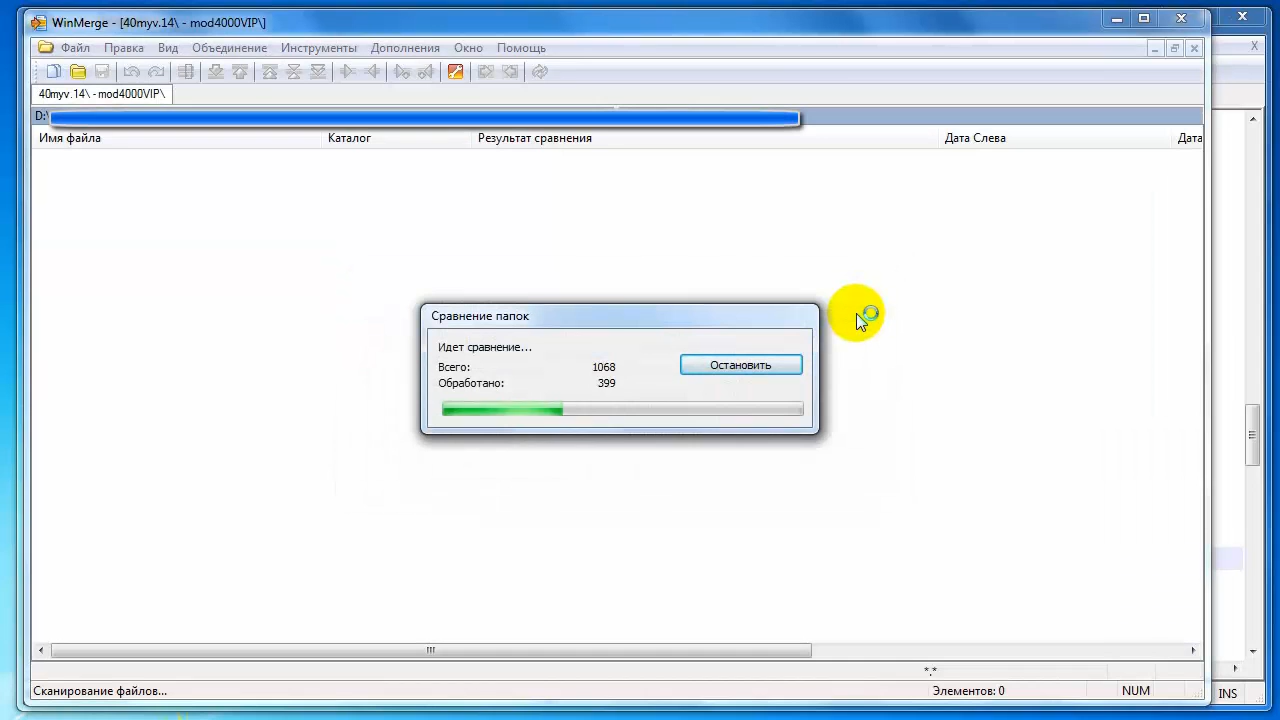 WinMerge - [40myv.14\ - mod4000VIP\]
Файл Правка Вид Объединение Инструменты Дополнения Окно Помощь
40myv.14\ - mod4000VIP\
D:\
Имя файла Каталог Результат сравнения Дата Слева Дата
Сравнение папок
Идет сравнение...
Всего: 1068
Остановить
Обработано: 399
*.*
Сканирование файлов... Элементов: 0 NUM
INS